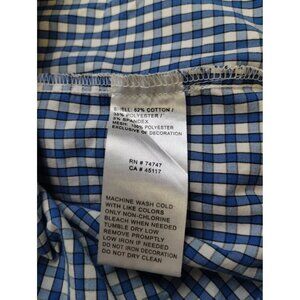 SHELL: 62% COTTON /
35% POLYESTER /
3% SPANDEX
MESH: 100% POLYESTER
EXCLUSIVE OF DECORATION
RN # 74747
CA # 45117
MACHINE WASH COLD
WITH LIKE COLORS
ONLY NON-CHLORINE
BLEACH WHEN NEEDED
TUMBLE DRY LOW
REMOVE PROMPTLY
LOW IRON IF NEEDED
DO NOT IRON DECORATION
DO NOT DRY CLEAN